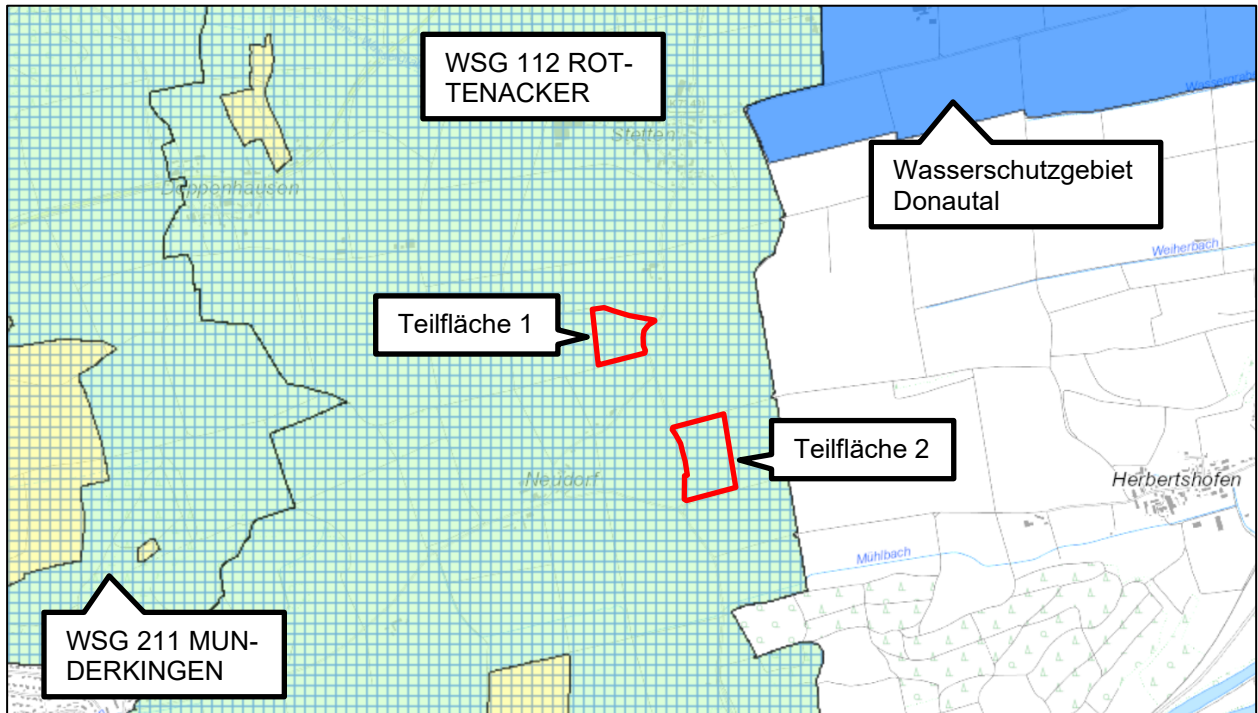 WSG 112 ROT-
TENACKER
Stetten
Wasserschutzgebiet
Donautal
Deppenhausen
Weiherbach
Teilfläche 1
Teilfläche 2
Neudorf
Herbertshofen
Mühlbach
WSG 211 MUN-
DERKINGEN